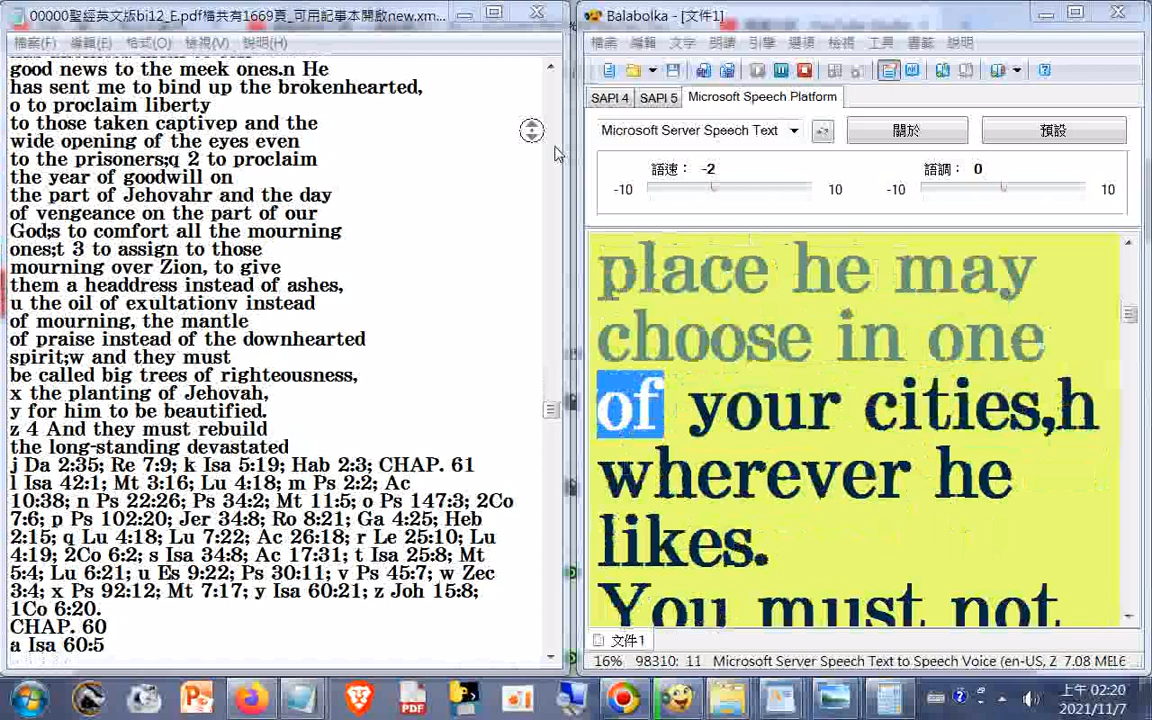 00000聖經英文版bi12_E.pdf檔共有1669頁_可用記事本開啟new.xm...
檔案(F) 編輯(E) 格式(O) 檢視(V) 說明(H)
good news to the meek ones.n He
has sent me to bind up the brokenhearted,
o to proclaim liberty
to those taken captivep and the
wide opening of the eyes even
to the prisoners;q 2 to proclaim
the year of goodwill on
the part of Jehovahr and the day
of vengeance on the part of our
God;s to comfort all the mourning
ones;t 3 to assign to those
mourning over Zion, to give
them a headdress instead of ashes,
u the oil of exultationv instead
of mourning, the mantle
of praise instead of the downhearted
spirit;w and they must
be called big trees of righteousness,
x the planting of Jehovah,
y for him to be beautified.
z 4 And they must rebuild
the long-standing devastated
j Da 2:35; Re 7:9; k Isa 5:19; Hab 2:3; CHAP. 61
l Isa 42:1; Mt 3:16; Lu 4:18; m Ps 2:2; Ac
10:38; n Ps 22:26; Ps 34:2; Mt 11:5; o Ps 147:3; 2Co
7:6; p Ps 102:20; Jer 34:8; Ro 8:21; Ga 4:25; Heb
2:15; q Lu 4:18; Lu 7:22; Ac 26:18; r Le 25:10; Lu
4:19; 2Co 6:2; s Isa 34:8; Ac 17:31; t Isa 25:8; Mt
5:4; Lu 6:21; u Es 9:22; Ps 30:11; v Ps 45:7; w Zec
3:4; x Ps 92:12; Mt 7:17; y Isa 60:21; z Joh 15:8;
1Co 6:20.
CHAP. 60
a Isa 60:5
Balabolka - [文件1]
檔案 編輯 文字 朗讀 引擎 選項 檢視 工具 書籤 說明
SAPI 4 SAPI 5 Microsoft Speech Platform
Microsoft Server Speech Text 關於 預設
語速： -2 語調： 0
-10 10 -10 10
place he may
choose in one
of your cities,h
wherever he
likes.
You must not
文件1
16% 98310: 11 Microsoft Server Speech Text to Speech Voice (en-US, Z 7.08 МБ16
PDF
上午 02:20
2021/11/7